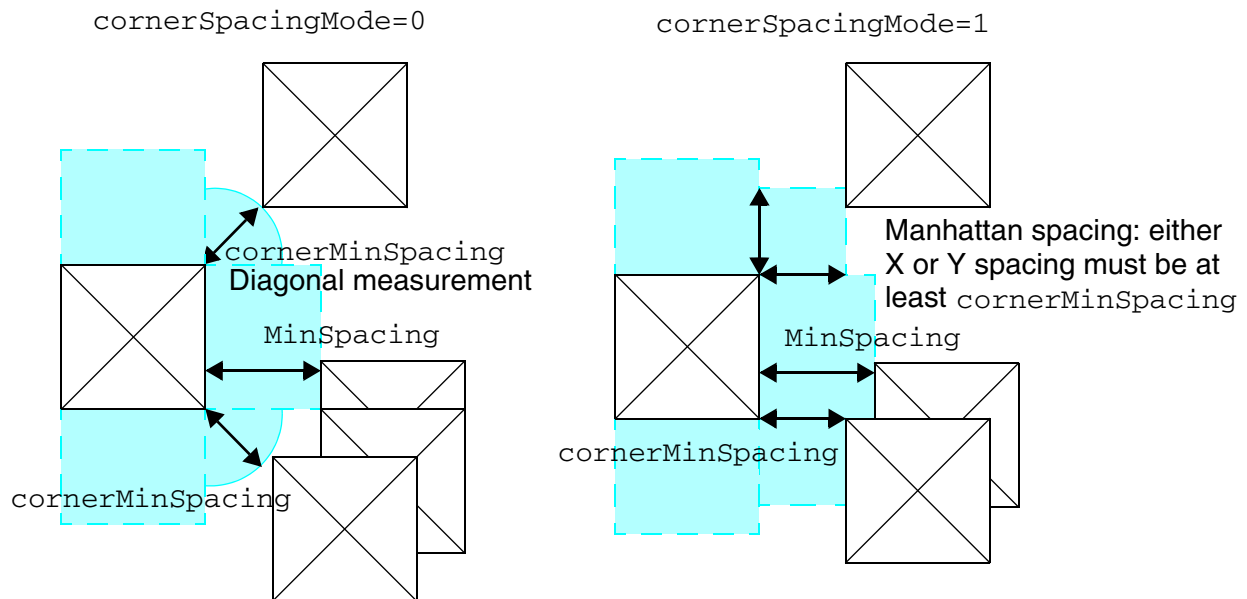 cornerSpacingMode=0
cornerMinSpacing
Diagonal measurement
MinSpacing
cornerMinSpacing
cornerSpacingMode=1
Manhattan spacing: either
X or Y spacing must be at
least cornerMinSpacing
MinSpacing
cornerMinSpacing